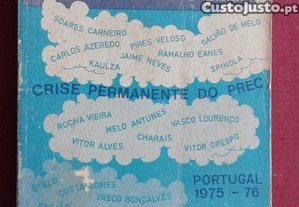 CustoJusto.pt
SOARES CARNEIRO
PIRES VELOSO
GALVÃO DE MELO
CARLOS AZEREDO
RAMALHO EANES
JAIME NEVES
KAULZA
SPINOLA
CRISE PERMANENTE DO PREC
ROCHA VIEIRA
MELO ANTUNES
VASCO LOURENÇO
VITOR ALVES
CHARAIS
VITOR CRESPO
OTELO
PORTUGAL
COSTA GOMES
1975 - 76
VASCO GONÇALVES